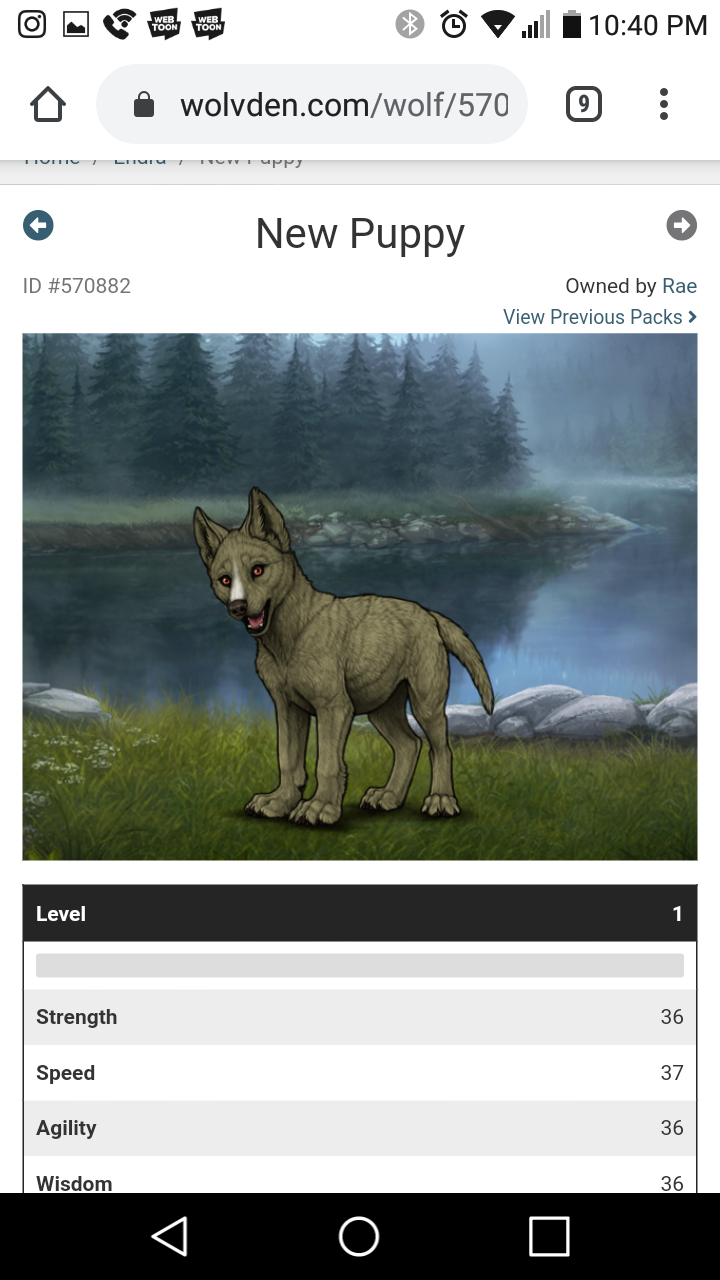 WEB TOON WEB TOON 10:40 PM
wolvden.com/wolf/570 9
Home / Endra / New Puppy
New Puppy
ID #570882 Owned by Rae
View Previous Packs
Level 1
Strength 36
Speed 37
Agility 36
Wisdom 36